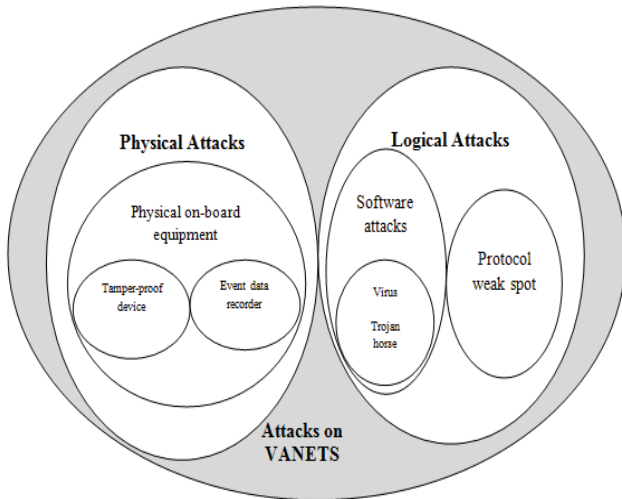 Physical Attacks
Physical on-board
equipment
Tamper-proof
device
Event data
recorder
Logical Attacks
Software
attacks
Virus
Trojan
horse
Protocol
weak spot
Attacks on
VANETS